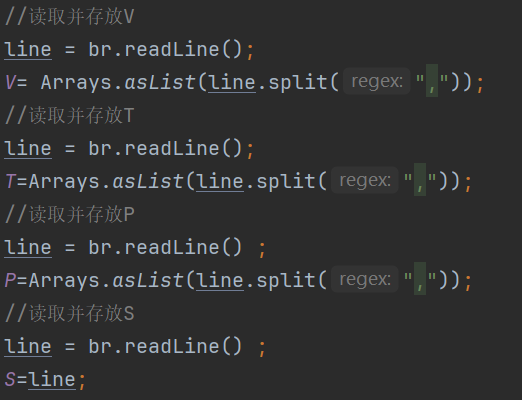 //读取并存放V
line = br.readLine();
V= Arrays.asList(line.split( regex: ","));
//读取并存放T
line = br.readLine();
T=Arrays.asList(line.split( regex: ","));
//读取并存放P
line = br.readLine() ;
P=Arrays.asList(line.split( regex: ","));
//读取并存放S
line = br.readLine() ;
S=line;